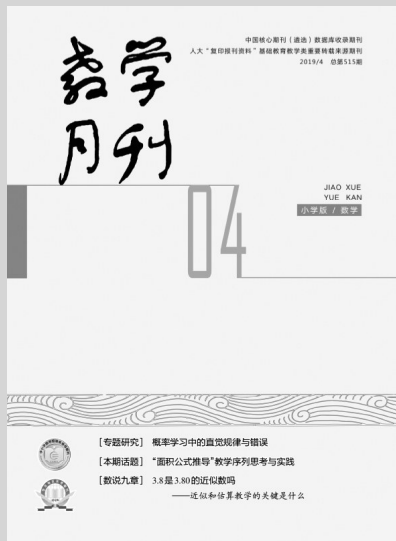 中国核心期刊（遴选）数据库收录期刊
人大“复印报刊资料”基础教育教学类重要转载来源期刊
2019/4 总第515期
教学
月刊
JIAO XUE
YUE KAN
小学版 / 数学
04
[专题研究] 概率学习中的直觉规律与错误
[本期话题] “面积公式推导”教学序列思考与实践
[数说九章] 3.8是3.80的近似数吗
——近似和估算教学的关键是什么